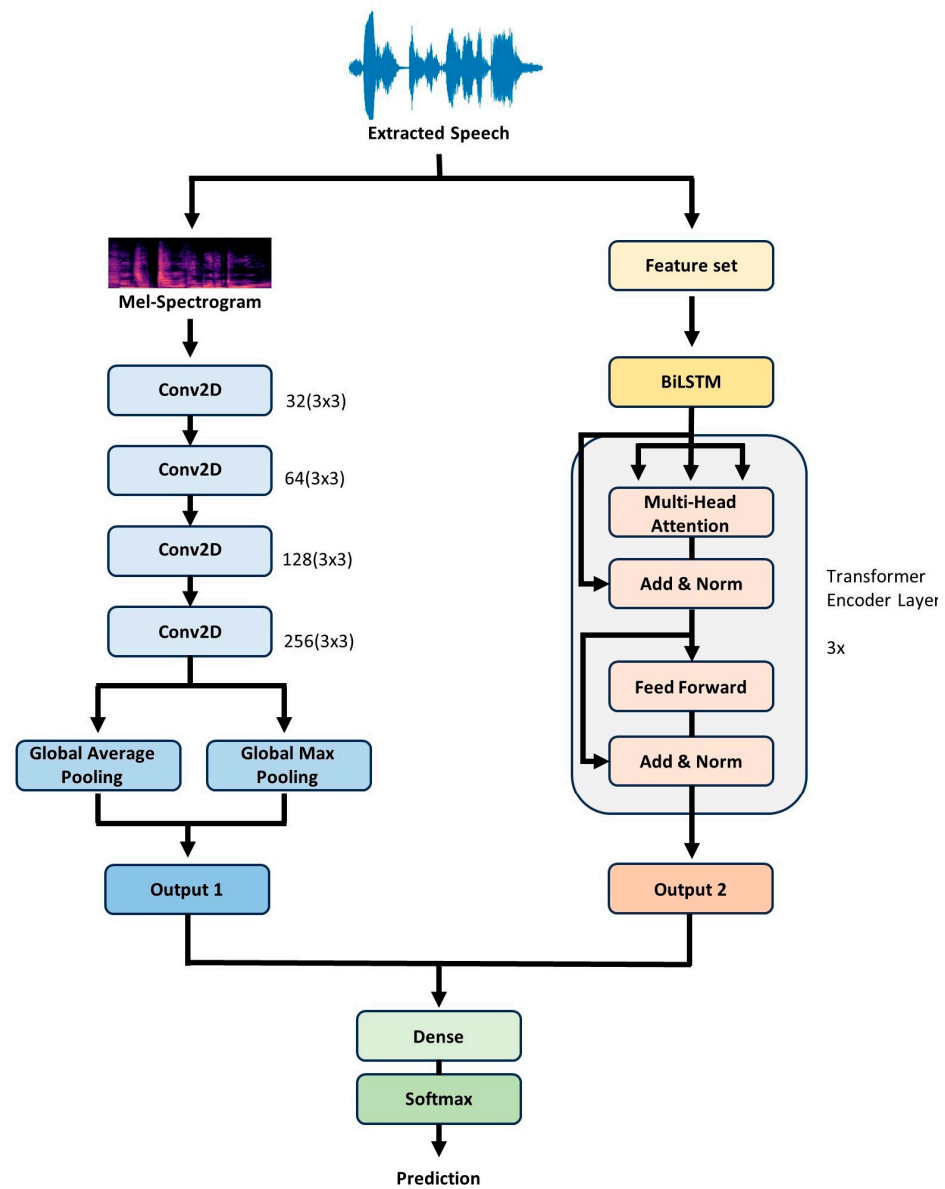 Extracted Speech
Mel-Spectrogram
Conv2D
32(3x3)
Conv2D
64(3x3)
Conv2D
128(3x3)
Conv2D
256(3x3)
Global Average
Pooling
Global Max
Pooling
Output 1
Feature set
BiLSTM
Multi-Head
Attention
Add & Norm
Feed Forward
Add & Norm
Transformer
Encoder Layer
3x
Output 2
Dense
Softmax
Prediction